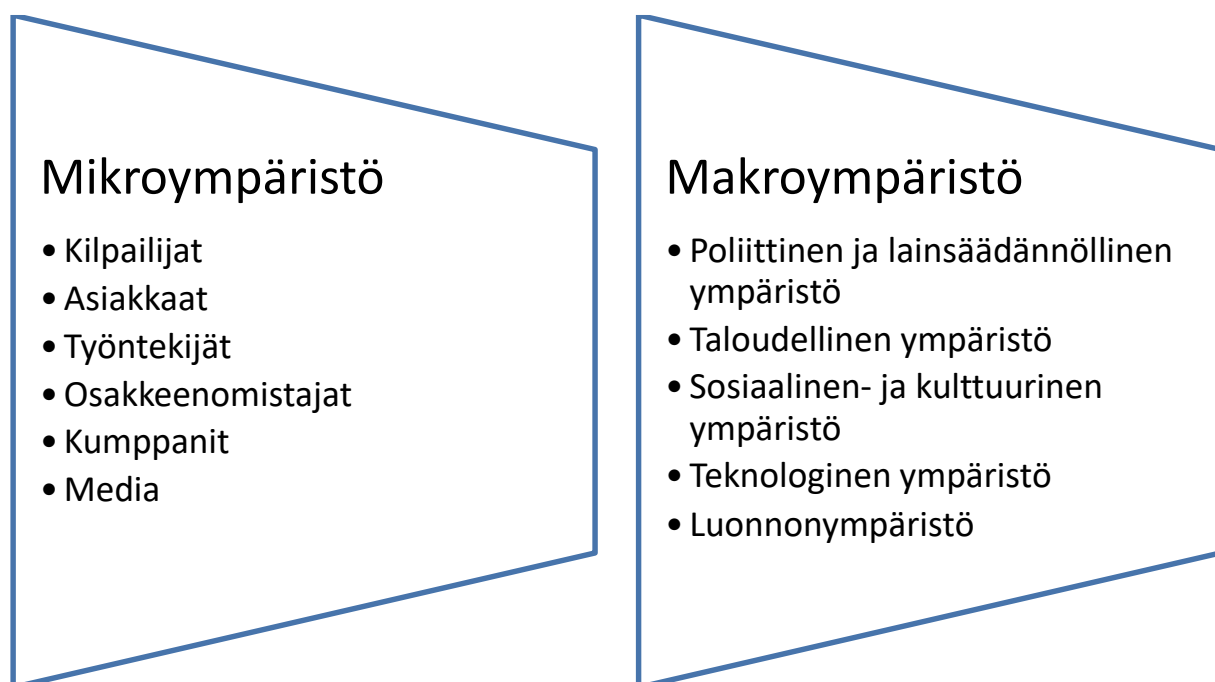 Mikroympäristö
• Kilpailijat
• Asiakkaat
• Työntekijät
• Osakkeenomistajat
• Kumppanit
• Media
Makroympäristö
• Poliittinen ja lainsäädännöllinen
ympäristö
• Taloudellinen ympäristö
• Sosiaalinen- ja kulttuurinen
ympäristö
• Teknologinen ympäristö
• Luonnonympäristö